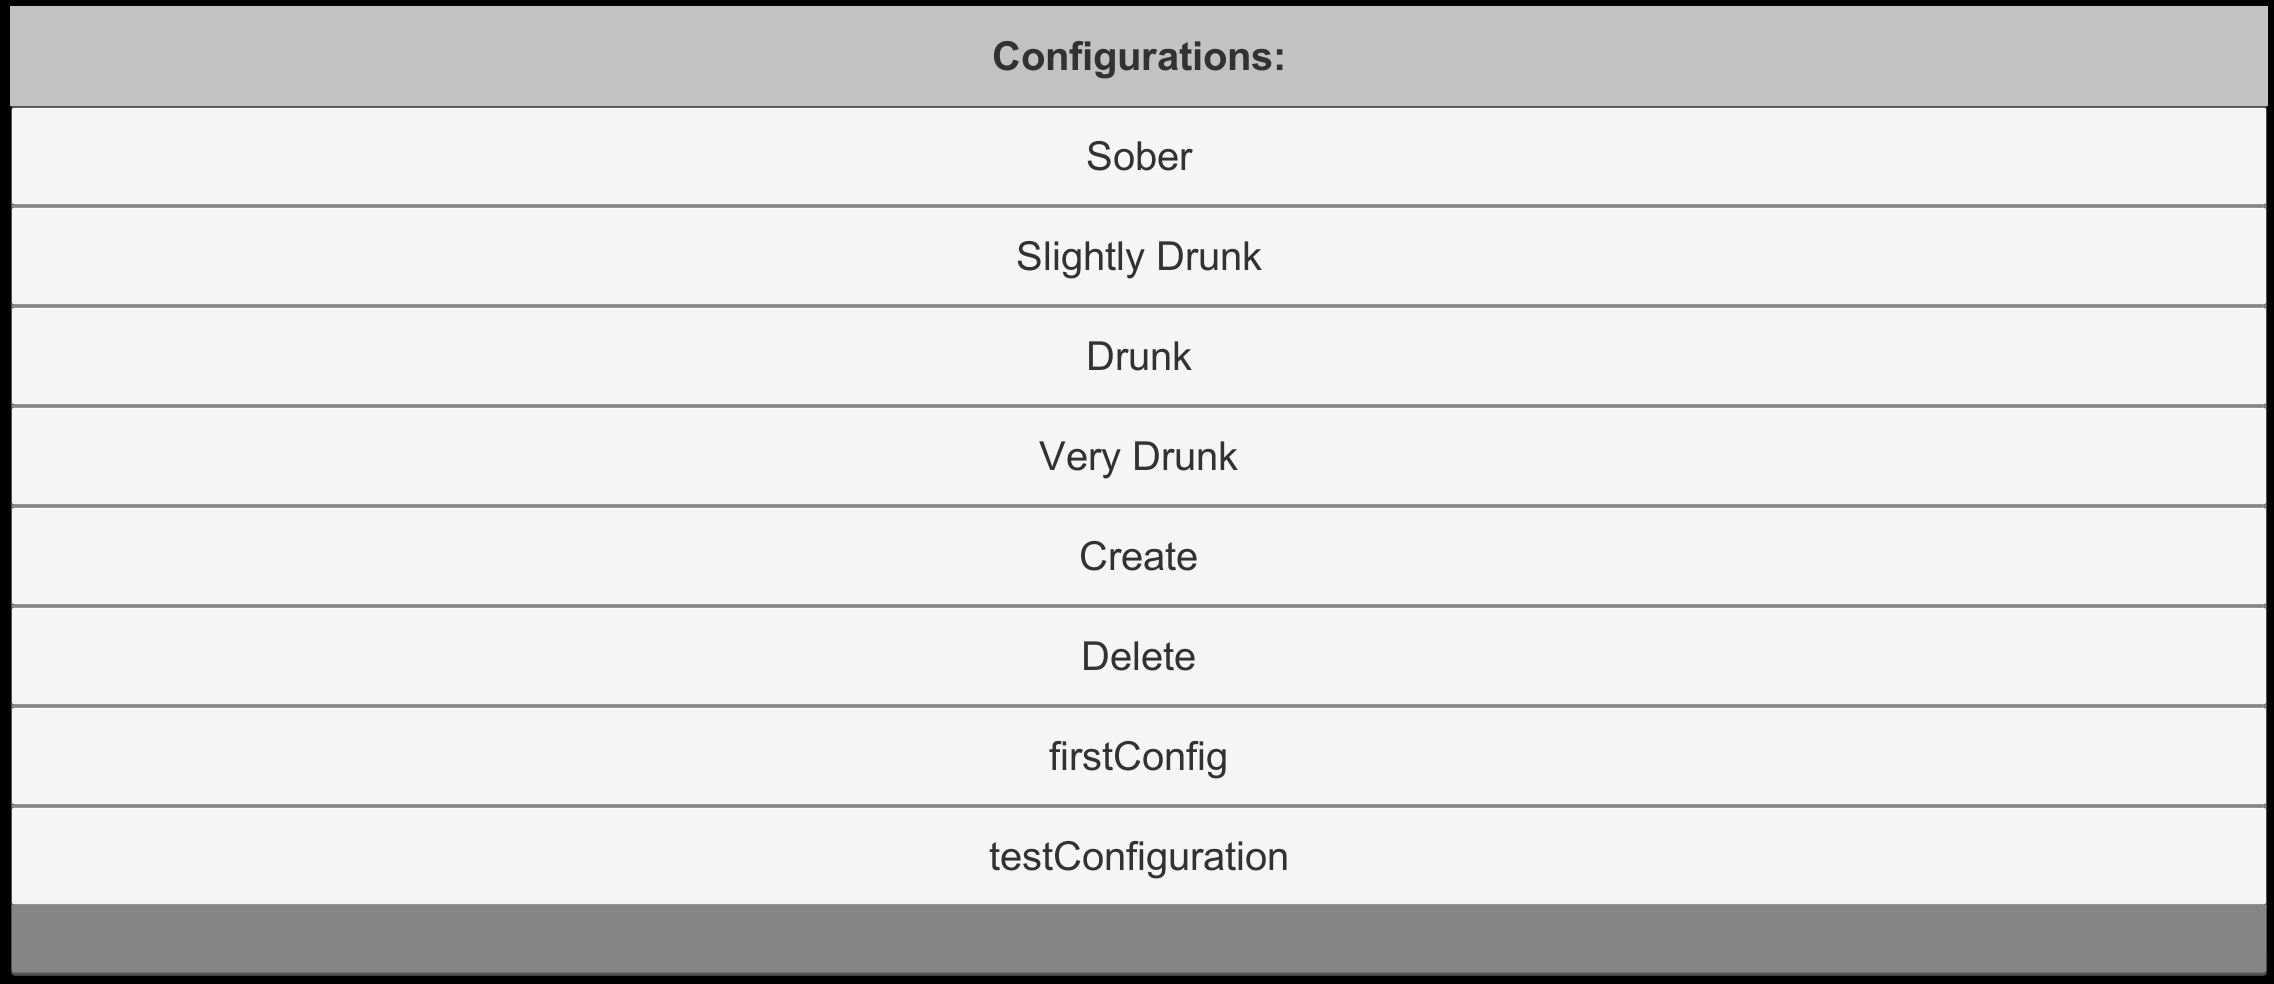 Configurations:
Sober
Slightly Drunk
Drunk
Very Drunk
Create
Delete
firstConfig
testConfiguration